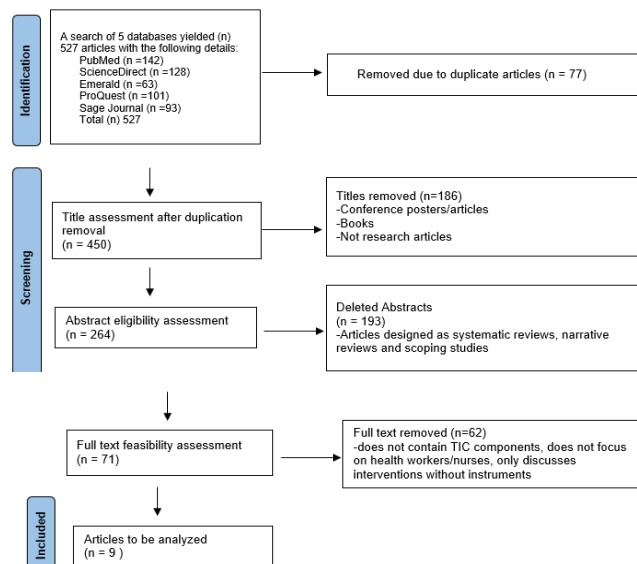 Identification
A search of 5 databases yielded (n)
527 articles with the following details:
PubMed (n =142)
ScienceDirect (n =128)
Emerald (n =63)
ProQuest (n =101)
Sage Journal (n =93)
Total (n) 527
Removed due to duplicate articles (n = 77)
Screening
Title assessment after duplication
removal
(n = 450)
Titles removed (n=186)
-Conference posters/articles
-Books
-Not research articles
Abstract eligibility assessment
(n = 264)
Deleted Abstracts
(n = 193)
-Articles designed as systematic reviews, narrative
reviews and scoping studies
Full text feasibility assessment
(n = 71)
Full text removed (n=62)
-does not contain TIC components, does not focus
on health workers/nurses, only discusses
interventions without instruments
Included
Articles to be analyzed
(n = 9 )